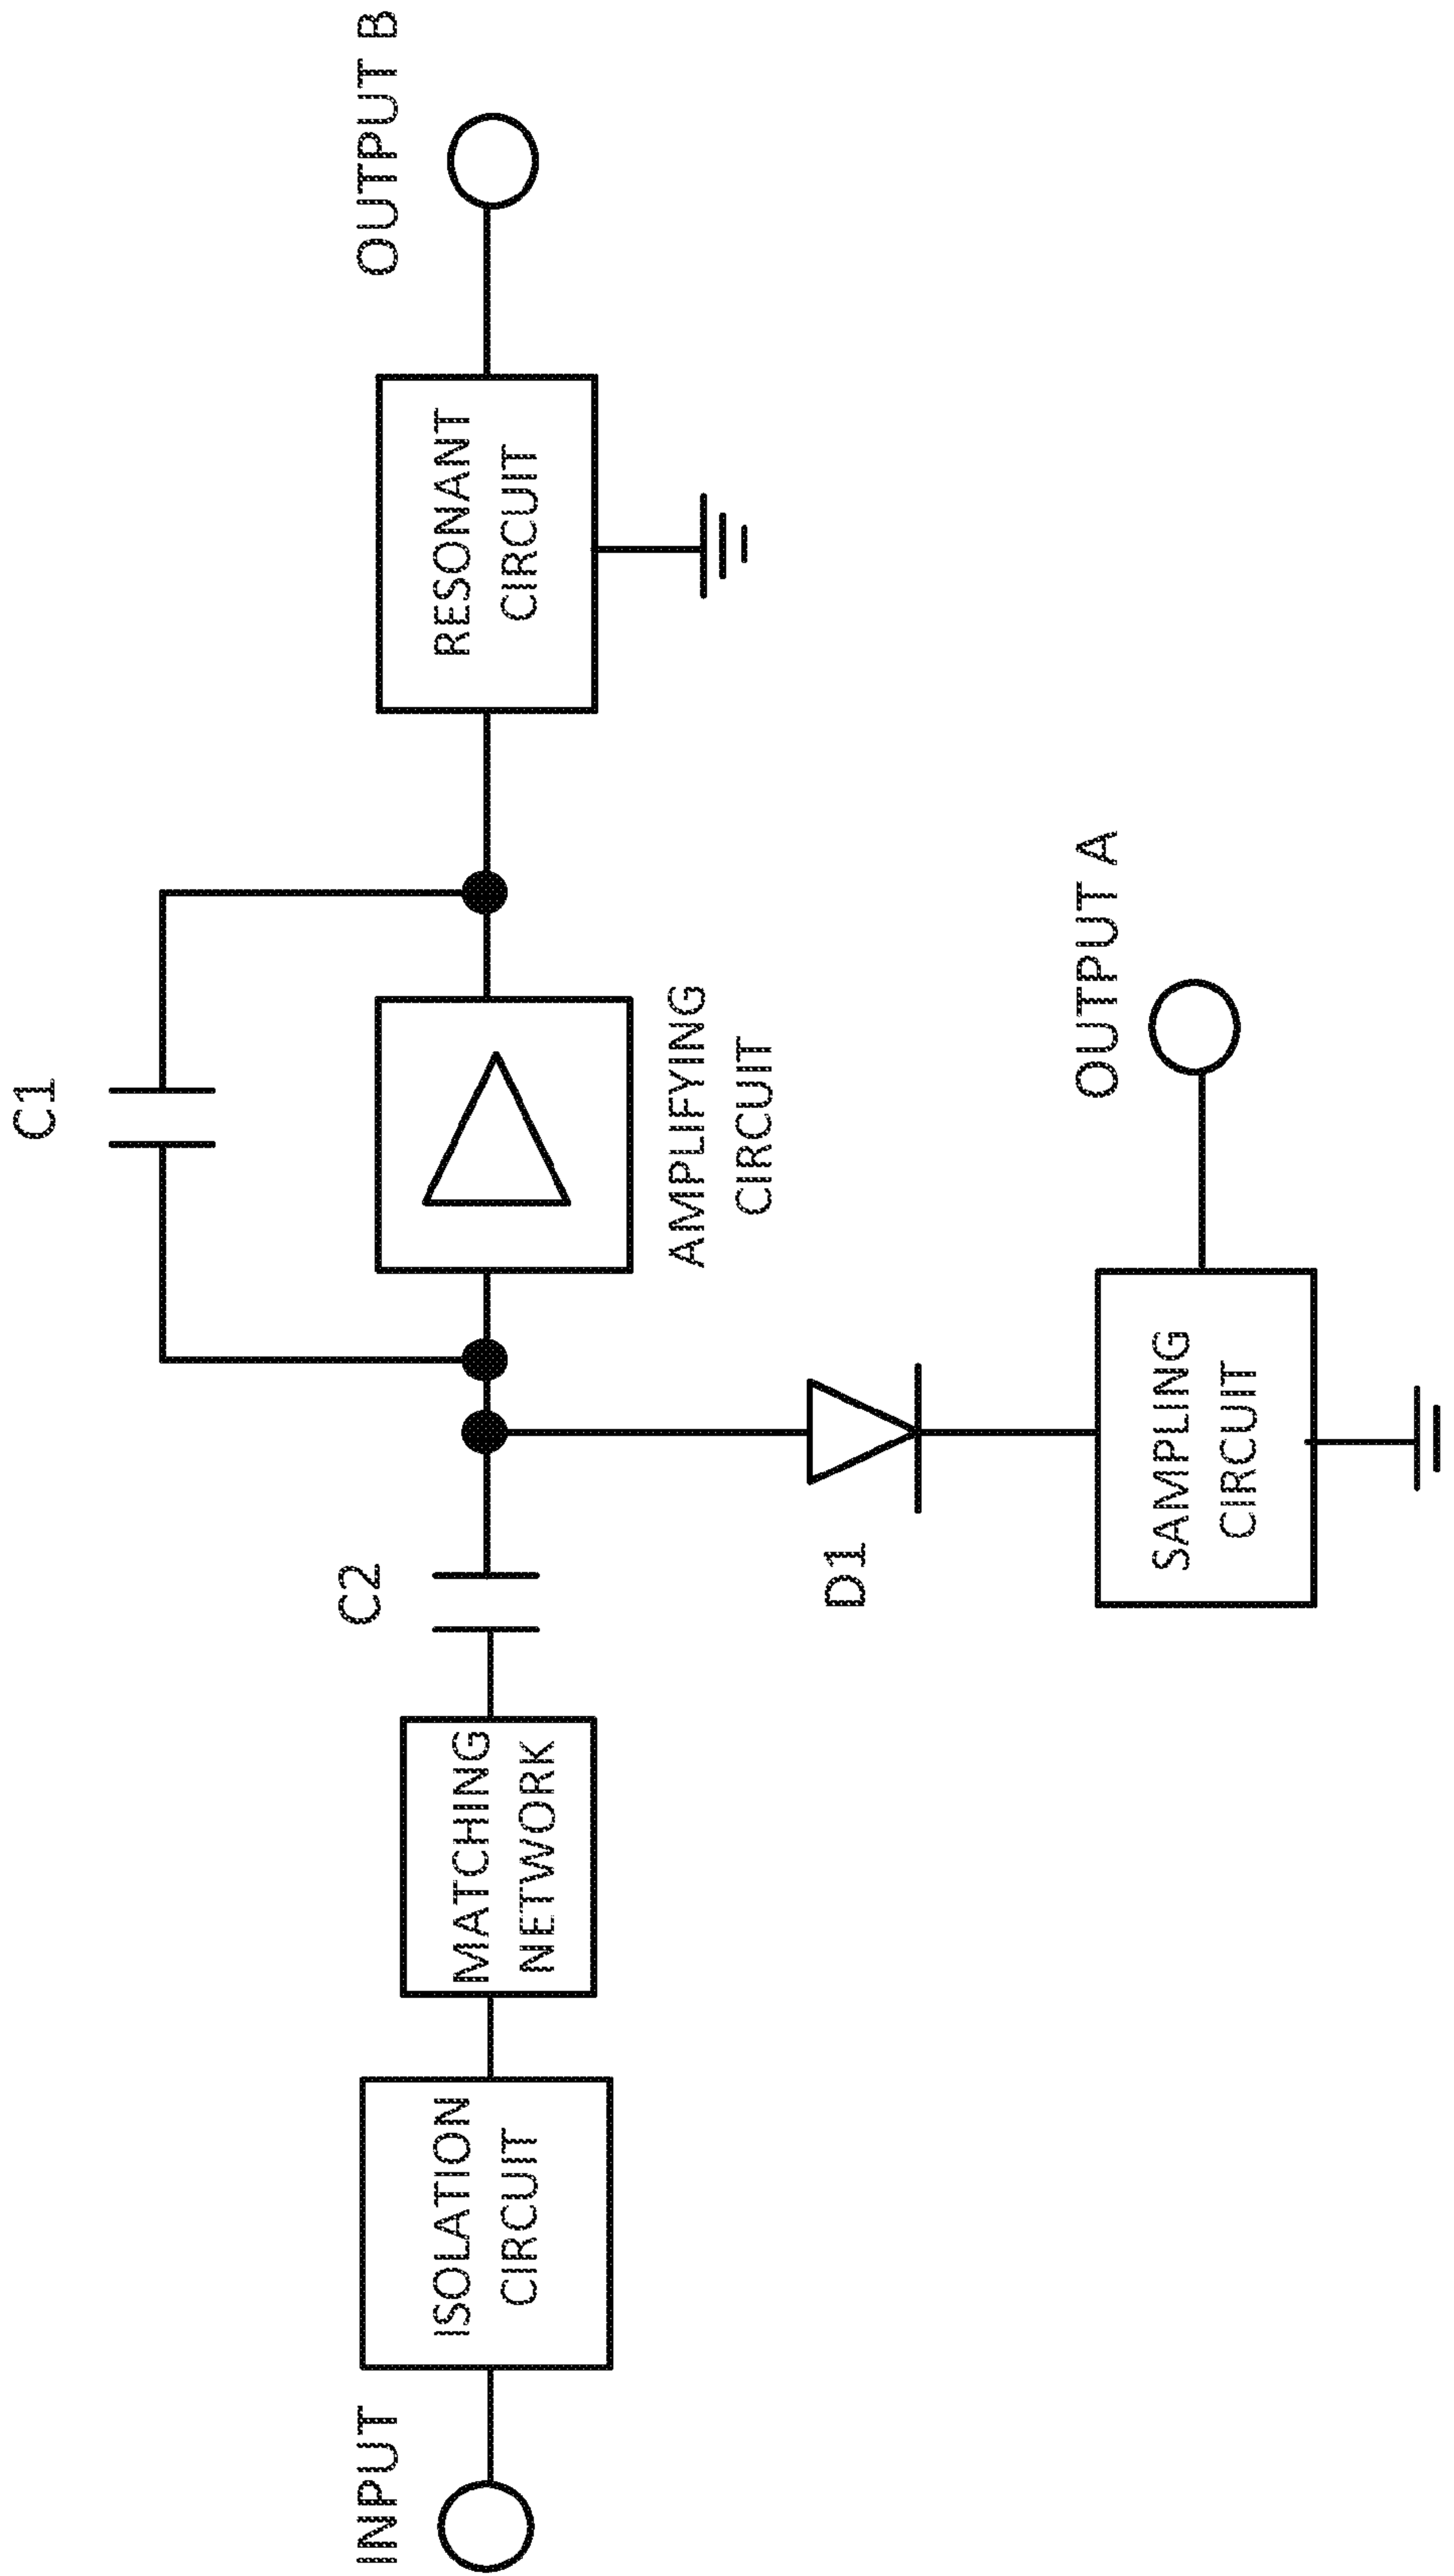 INPUT
ISOLATION
CIRCUIT
MATCHING
NETWORK
C2
C1
AMPLIFYING
CIRCUIT
RESONANT
CIRCUIT
OUTPUT B
D1
SAMPLING
CIRCUIT
OUTPUT A